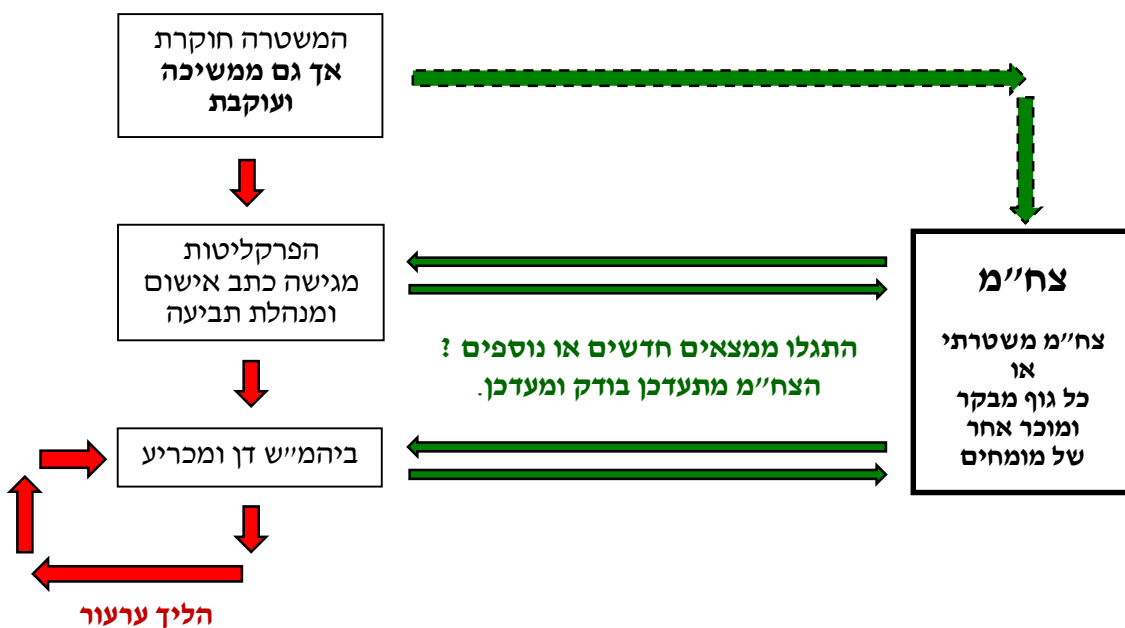 המשטרה חוקרת
אך גם ממשיכה
ועוקבת
הפרקליטות
מגישה כתב אישום
ומנהלת תביעה
צח״מ
צח״מ משטרתי
או
כל גוף מבקר
ומוכר אחר
של מומחים
התגלו ממצאים חדשים או נוספים ?
הצח״מ מתעדכן בודק ומעדכן.
ביהמ״ש דן ומכריע
הליך ערעור